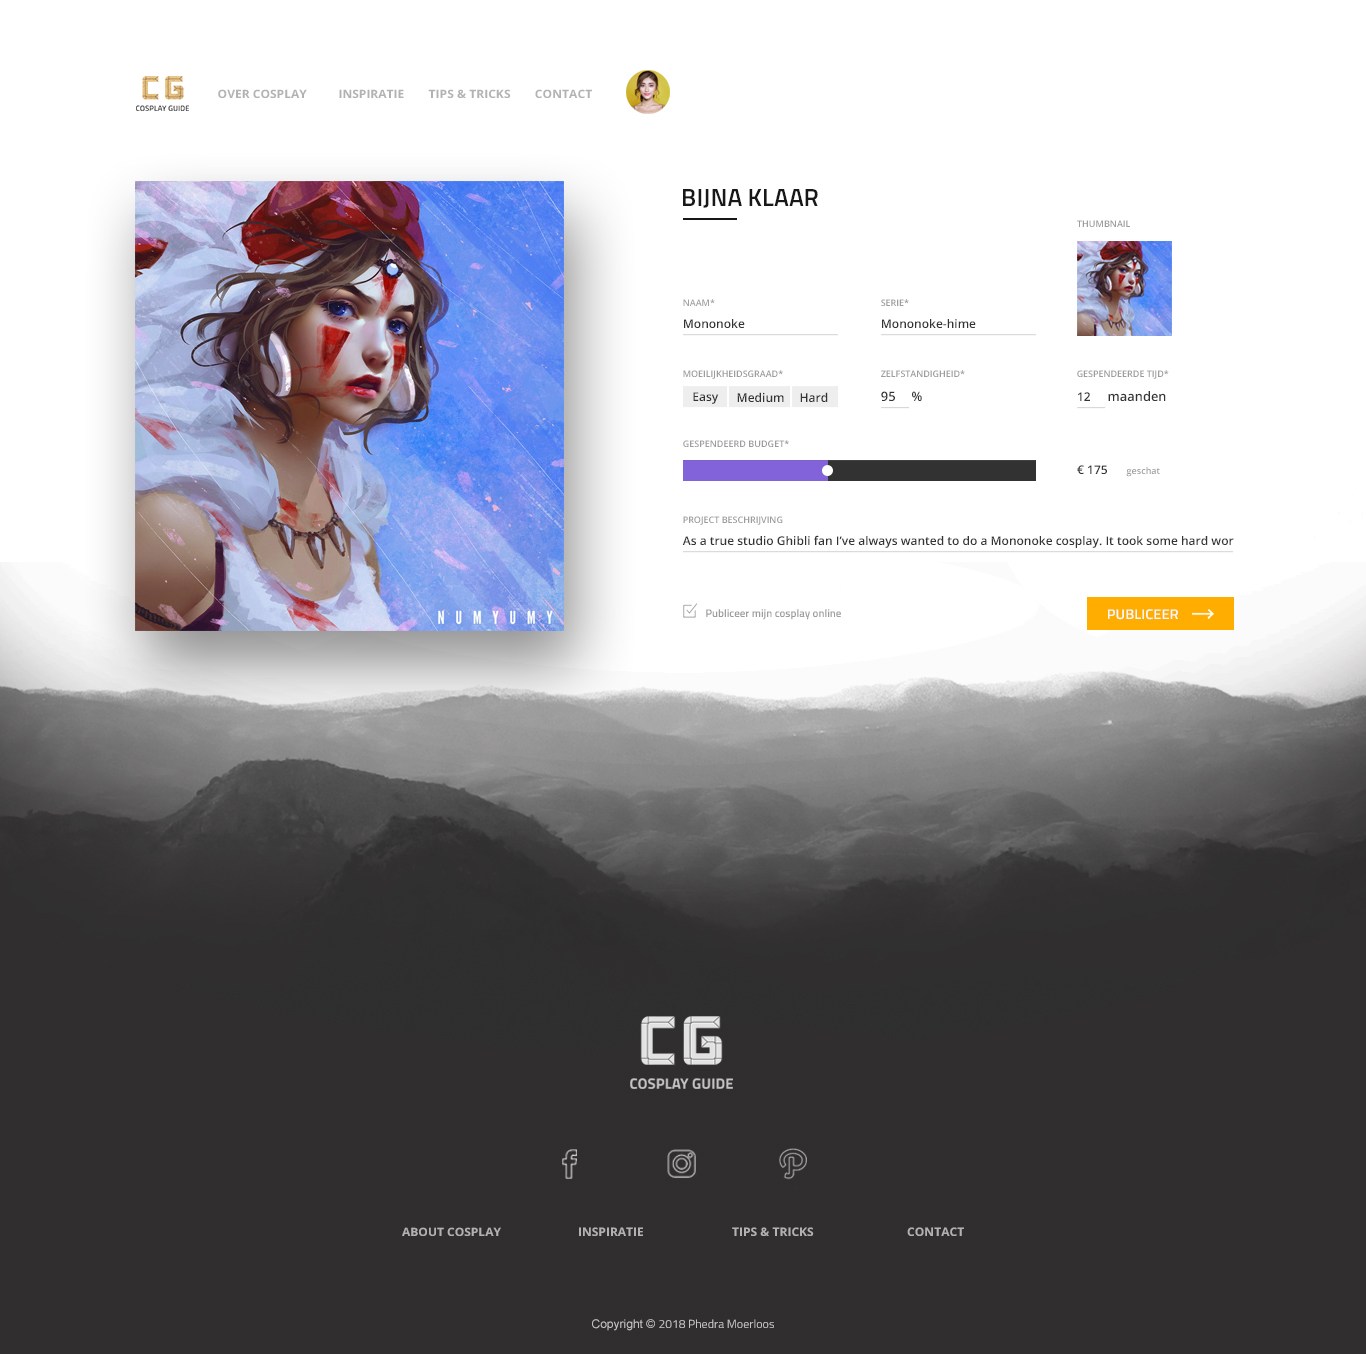 CG
COSPLAY GUIDE
OVER COSPLAY INSPIRATIE TIPS & TRICKS CONTACT
BIJNA KLAAR
THUMBNAIL
NAAM* SERIE*
Mononoke Mononoke-hime
MOEILIJKHEIDSGRAAD* ZELFSTANDIGHEID* GESPENDEERDE TIJD*
Easy Medium Hard 95 % 12 maanden
GESPENDEERD BUDGET*
€ 175 geschat
PROJECT BESCHRIJVING
As a true studio Ghibli fan I've always wanted to do a Mononoke cosplay. It took some hard wor
NUMYUMY
Publiceer mijn cosplay online PUBLICEER
CG
COSPLAY GUIDE
ABOUT COSPLAY INSPIRATIE TIPS & TRICKS CONTACT
Copyright © 2018 Phedra Moerloos